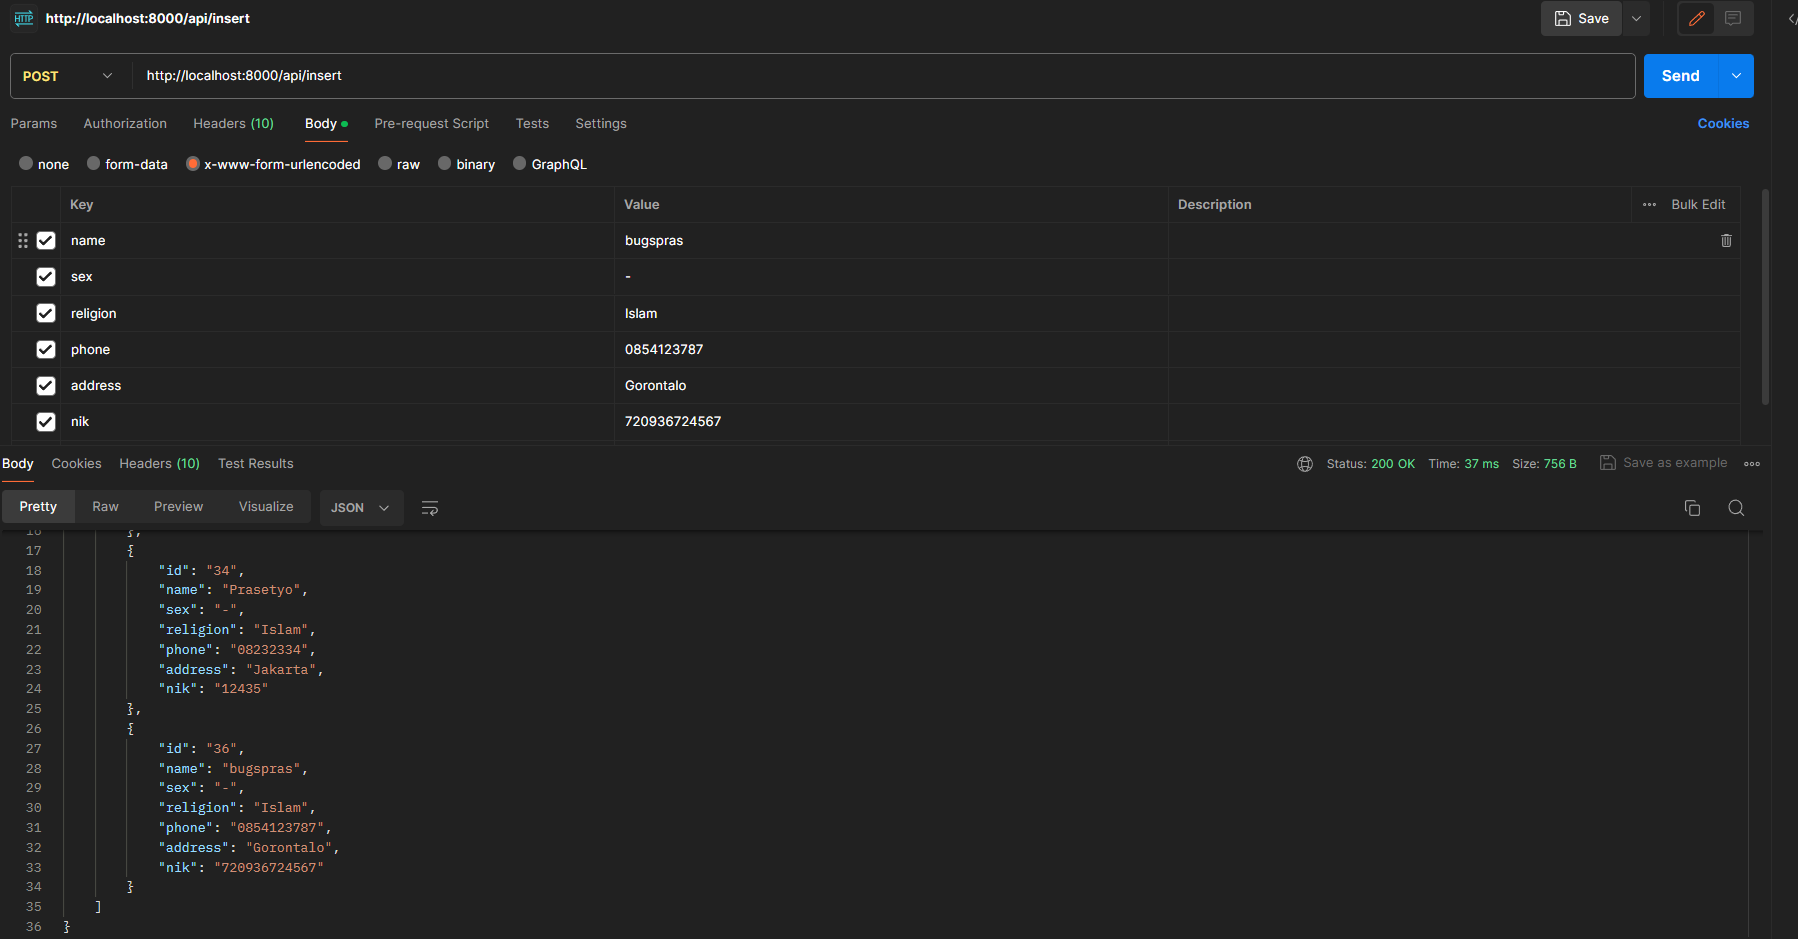 HTTP http://localhost:8000/api/insert Save
POST http://localhost:8000/api/insert Send
Params Authorization Headers (10) Body Pre-request Script Tests Settings Cookies
none form-data x-www-form-urlencoded raw binary GraphQL
Key Value Description Bulk Edit
name bugspras
sex -
religion Islam
phone 0854123787
address Gorontalo
nik 720936724567
Body Cookies Headers (10) Test Results Status: 200 OK Time: 37 ms Size: 756 B Save as example
Pretty Raw Preview Visualize JSON
16 },
17 {
18 "id": "34",
19 "name": "Prasetyo",
20 "sex": "-",
21 "religion": "Islam",
22 "phone": "08232334",
23 "address": "Jakarta",
24 "nik": "12435"
25 },
26 {
27 "id": "36",
28 "name": "bugspras",
29 "sex": "-",
30 "religion": "Islam",
31 "phone": "0854123787",
32 "address": "Gorontalo",
33 "nik": "720936724567"
34 }
35 ]
36 }